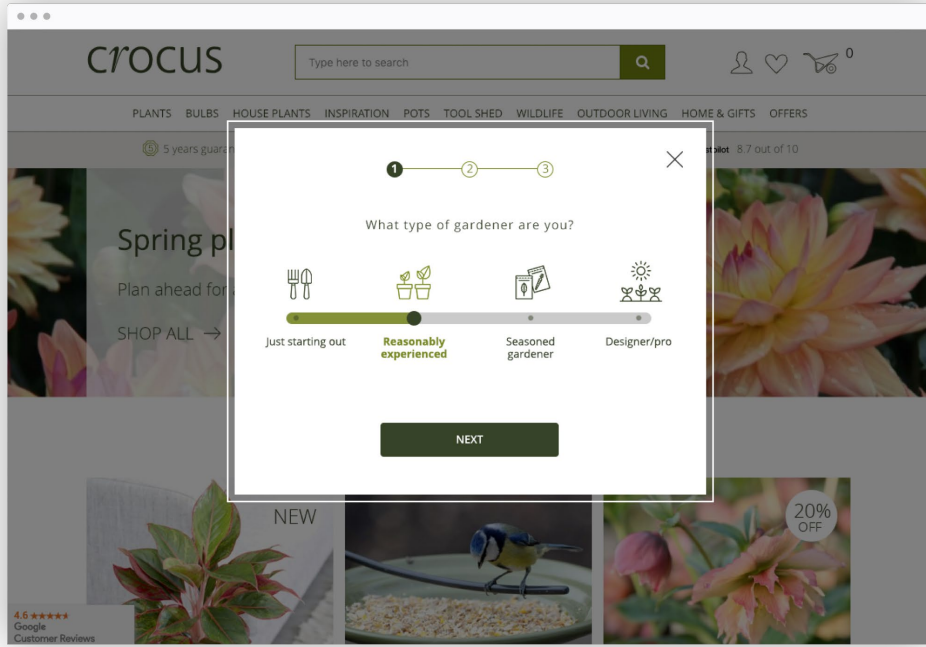 crocus
Type here to search
0
PLANTS BULBS HOUSE PLANTS INSPIRATION POTS TOOL SHED WILDLIFE OUTDOOR LIVING HOME & GIFTS OFFERS
5 5 years guaran
8.7 out of 10
1 2 3
What type of gardener are you?
Spring pl
Plan ahead for
SHOP ALL →
Just starting out
Reasonably
experienced
Seasoned
gardener
Designer/pro
NEXT
NEW
20%
OFF
4.6 ★★★★★
Google
Customer Reviews